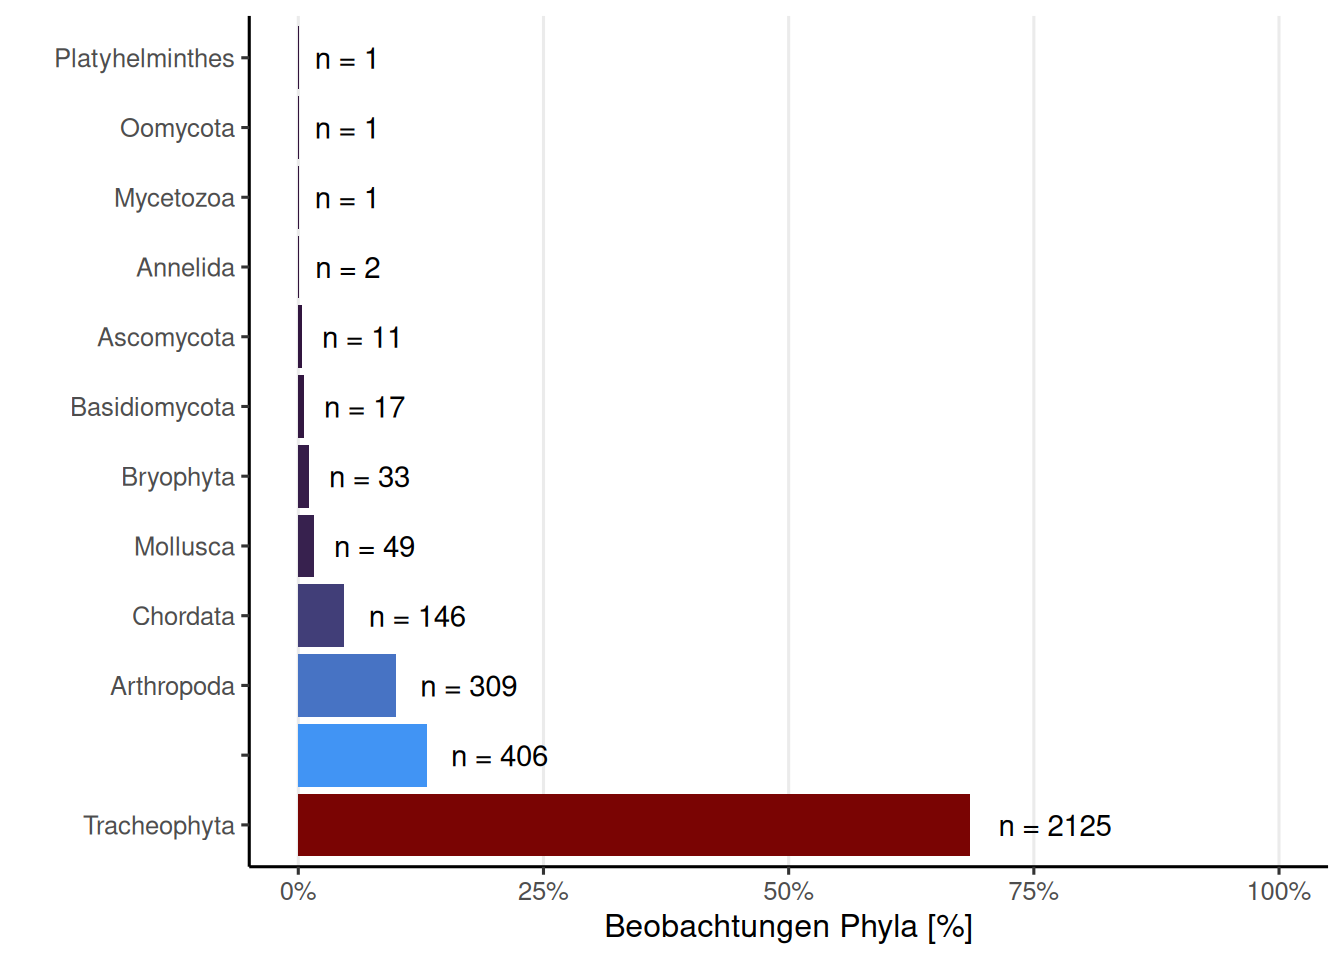 Platyhelminthes n = 1
Oomycota n = 1
Mycetozoa n = 1
Annelida n = 2
Ascomycota n = 11
Basidiomycota n = 17
Bryophyta n = 33
Mollusca n = 49
Chordata n = 146
Arthropoda n = 309
n = 406
Tracheophyta n = 2125
0% 25% 50% 75% 100%
Beobachtungen Phyla [%]